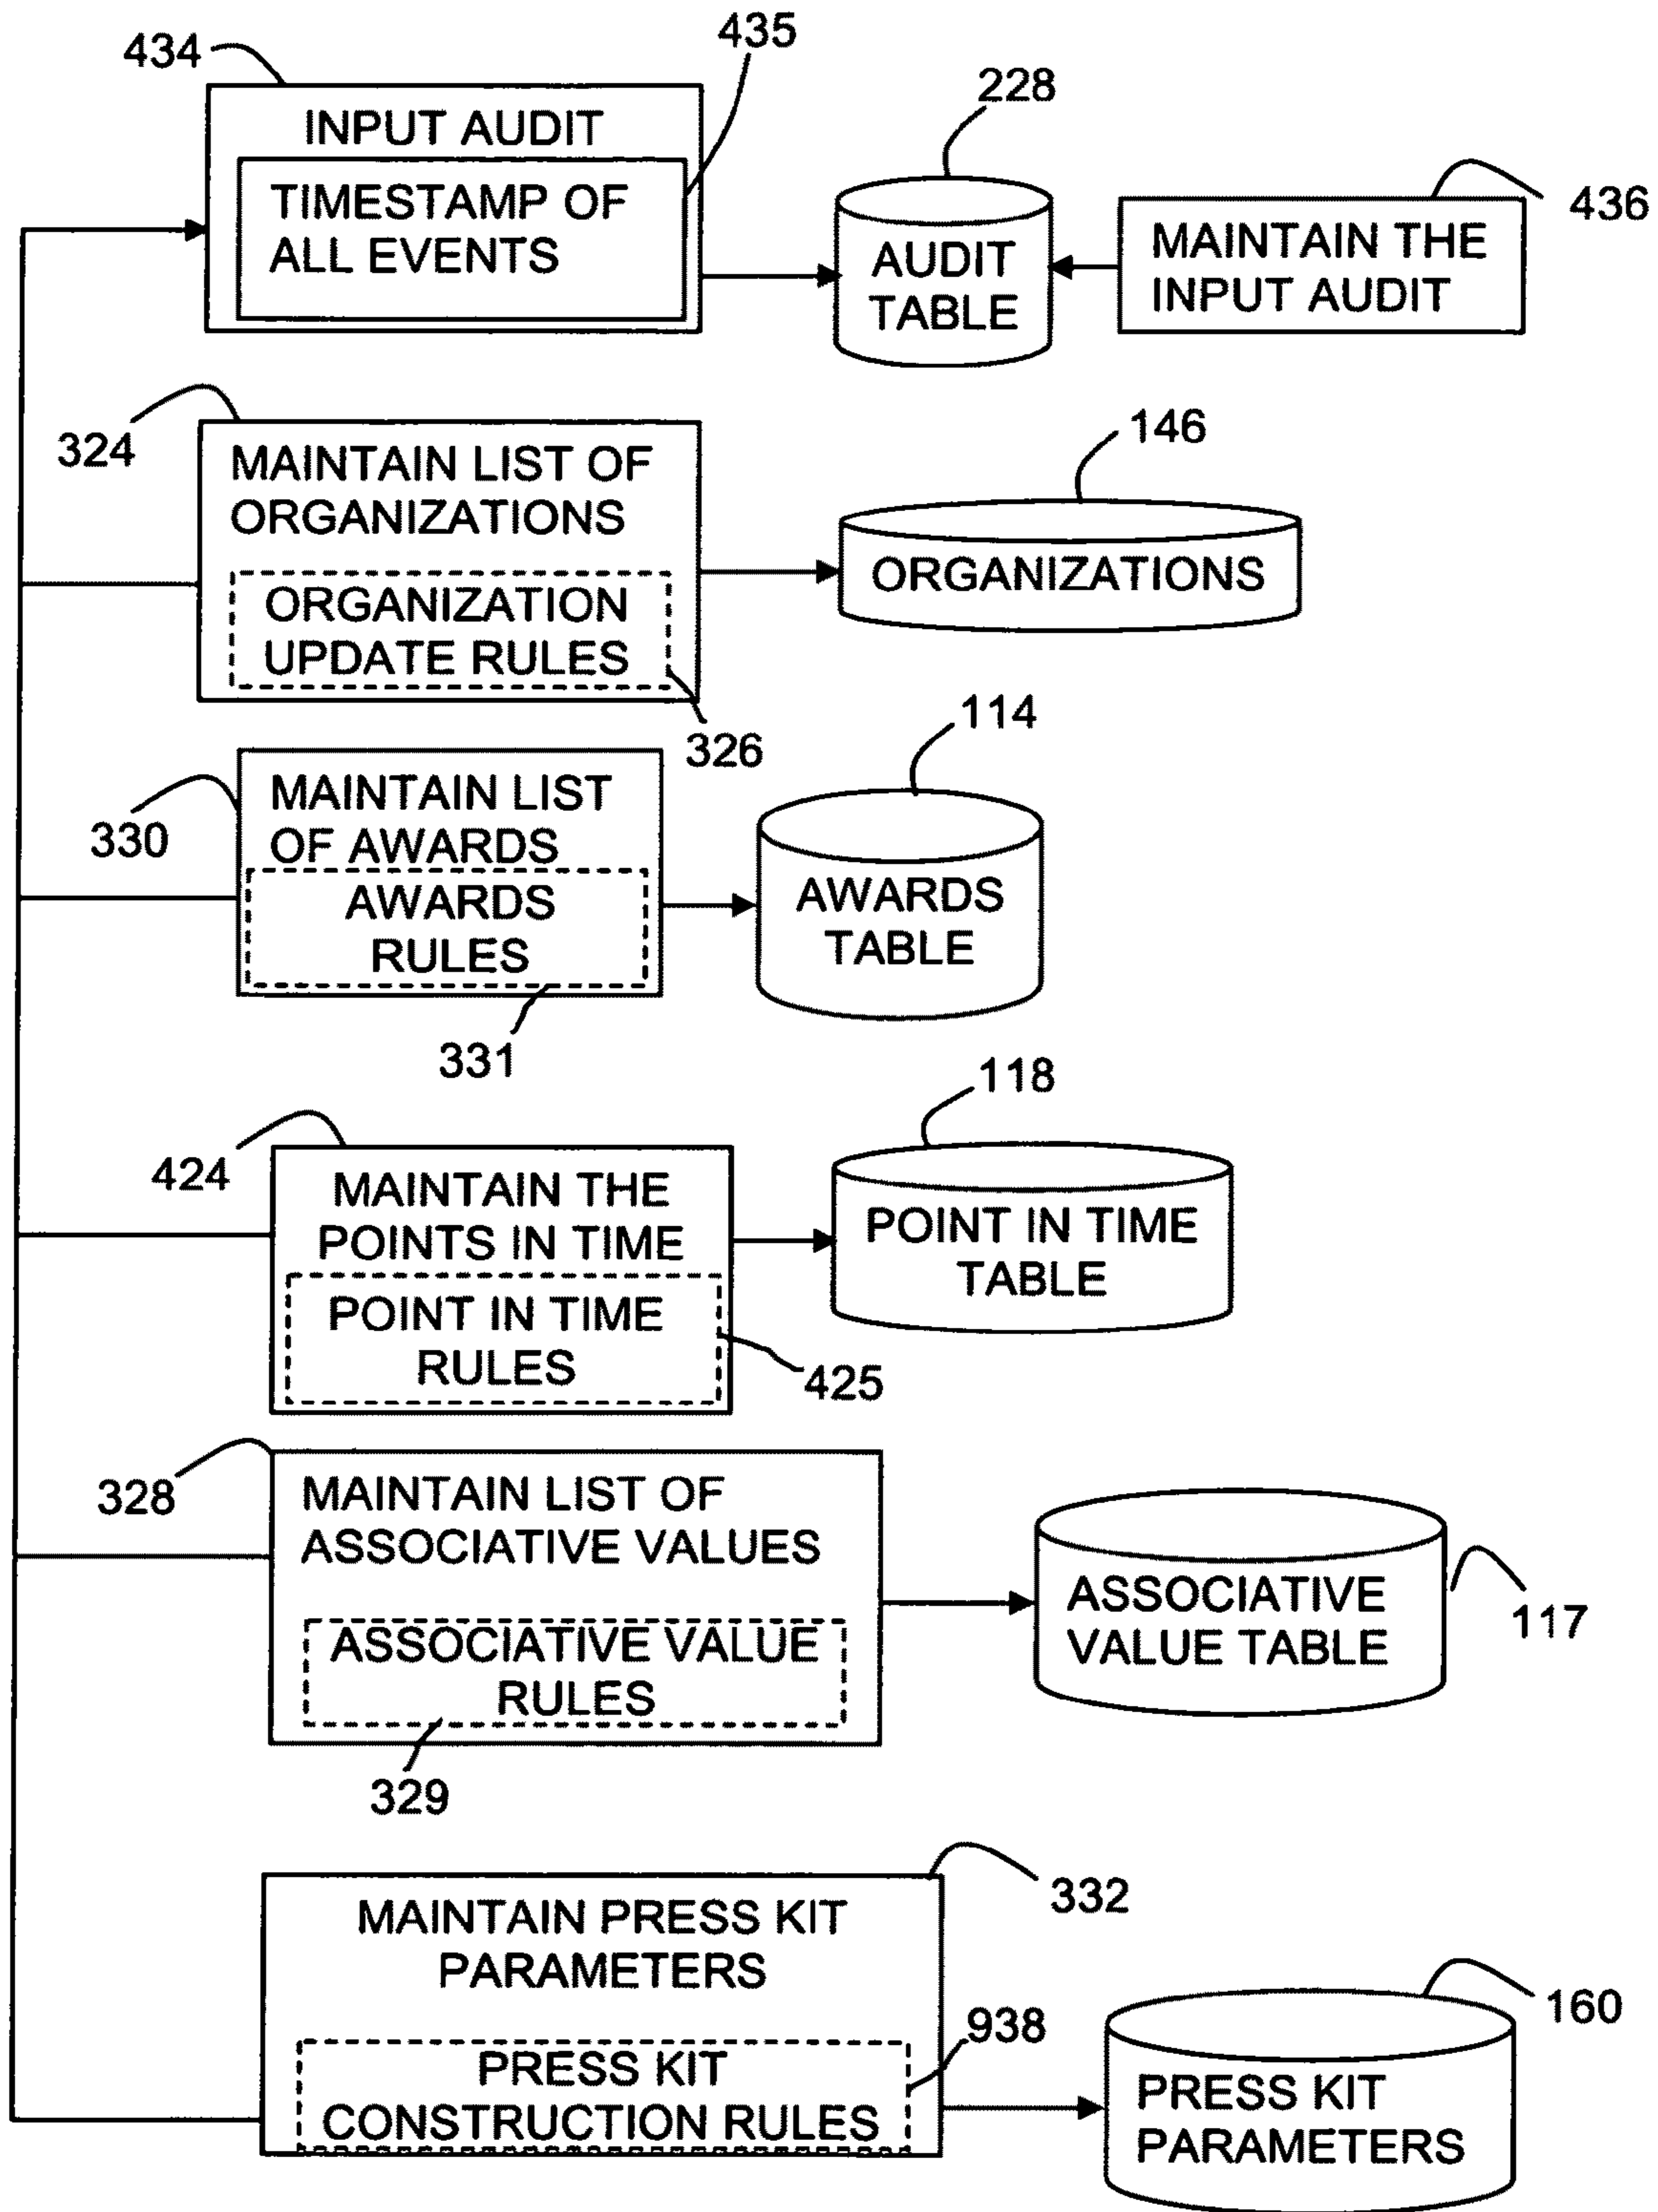 434
435
INPUT AUDIT
TIMESTAMP OF
ALL EVENTS
228
AUDIT
TABLE
436
MAINTAIN THE
INPUT AUDIT
324
MAINTAIN LIST OF
ORGANIZATIONS
ORGANIZATION
UPDATE RULES
326
146
ORGANIZATIONS
330
MAINTAIN LIST
OF AWARDS
AWARDS
RULES
331
114
AWARDS
TABLE
424
MAINTAIN THE
POINTS IN TIME
POINT IN TIME
RULES
425
118
POINT IN TIME
TABLE
328
MAINTAIN LIST OF
ASSOCIATIVE VALUES
ASSOCIATIVE VALUE
RULES
329
ASSOCIATIVE
VALUE TABLE
117
332
MAINTAIN PRESS KIT
PARAMETERS
938
PRESS KIT
CONSTRUCTION RULES
160
PRESS KIT
PARAMETERS